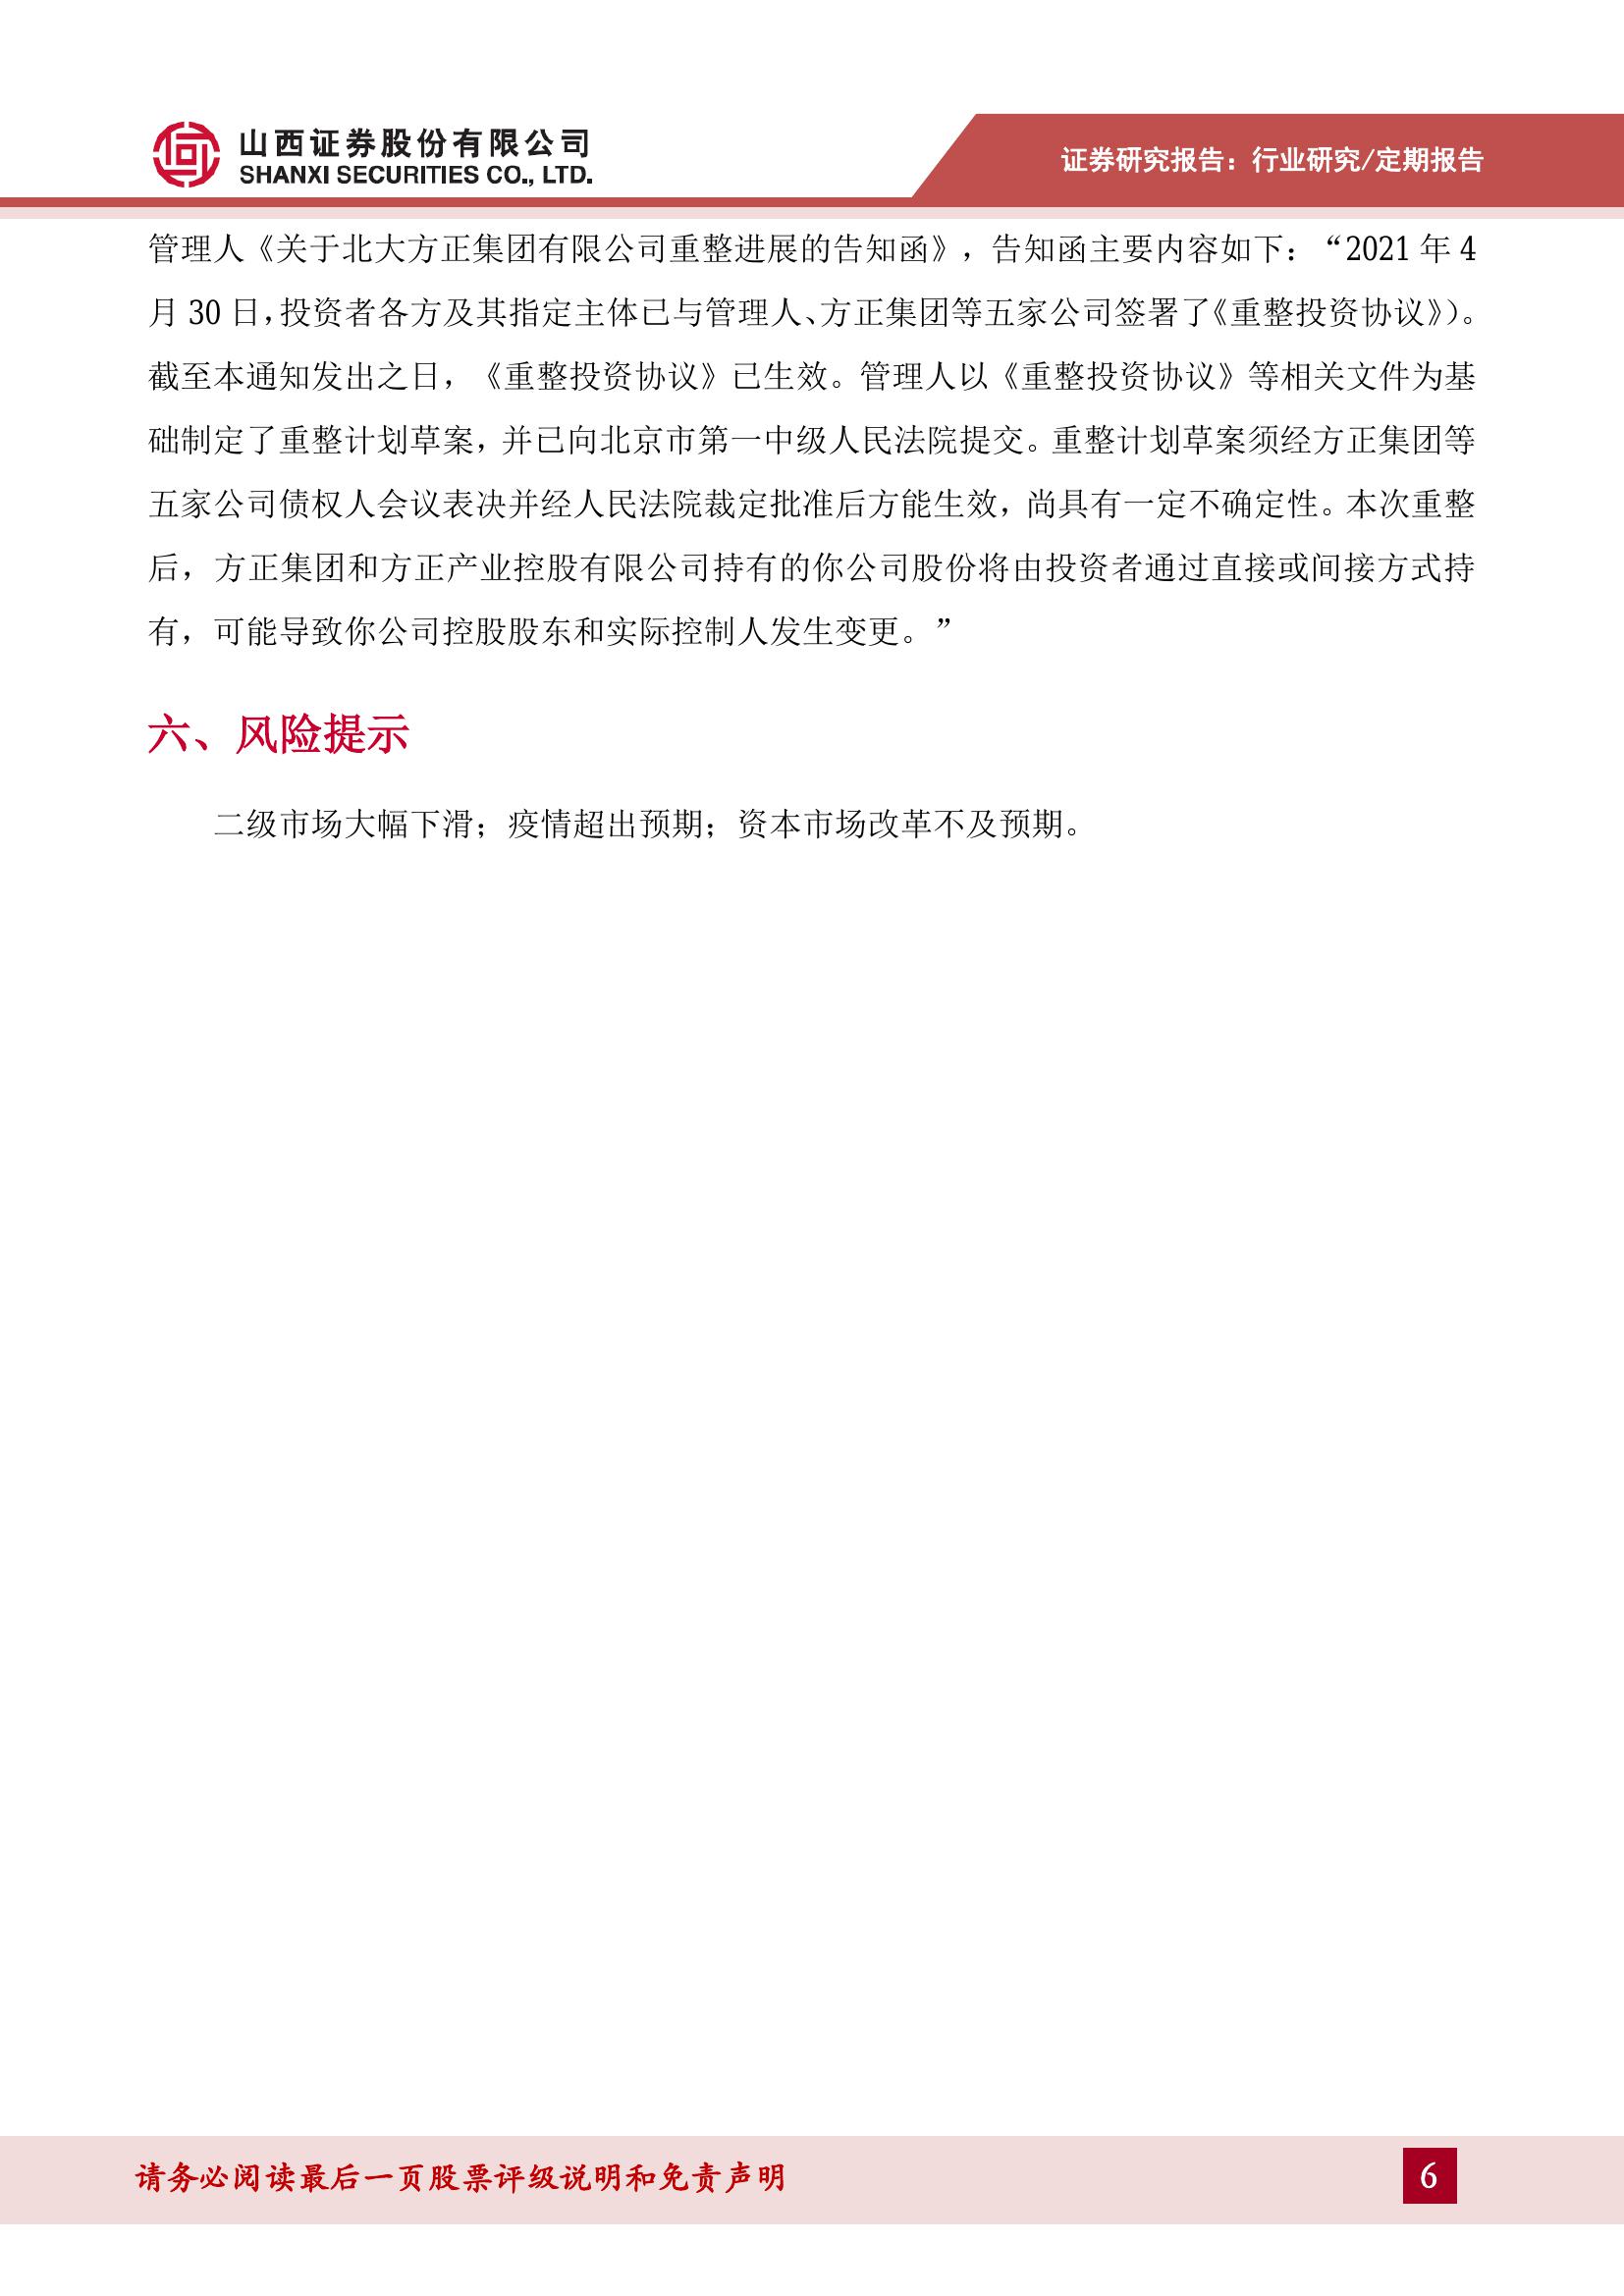 山西证券股份有限公司
SHANXI SECURITIES CO., LTD.
证券研究报告：行业研究/定期报告
管理人《关于北大方正集团有限公司重整进展的告知函》，告知函主要内容如下：“2021 年 4
月 30 日，投资者各方及其指定主体已与管理人、方正集团等五家公司签署了《重整投资协议》）。
截至本通知发出之日，《重整投资协议》已生效。管理人以《重整投资协议》等相关文件为基
础制定了重整计划草案，并已向北京市第一中级人民法院提交。重整计划草案须经方正集团等
五家公司债权人会议表决并经人民法院裁定批准后方能生效，尚具有一定不确定性。本次重整
后，方正集团和方正产业控股有限公司持有的你公司股份将由投资者通过直接或间接方式持
有，可能导致你公司控股股东和实际控制人发生变更。”
六、风险提示
二级市场大幅下滑；疫情超出预期；资本市场改革不及预期。
请务必阅读最后一页股票评级说明和免责声明
6